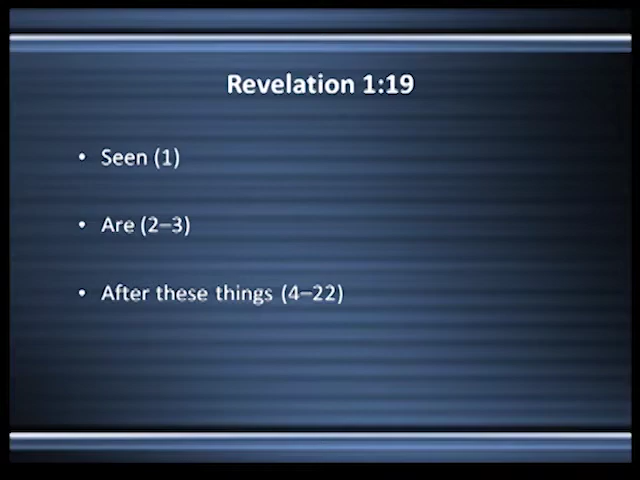 Revelation 1:19
• Seen (1)
• Are (2–3)
• After these things (4–22)